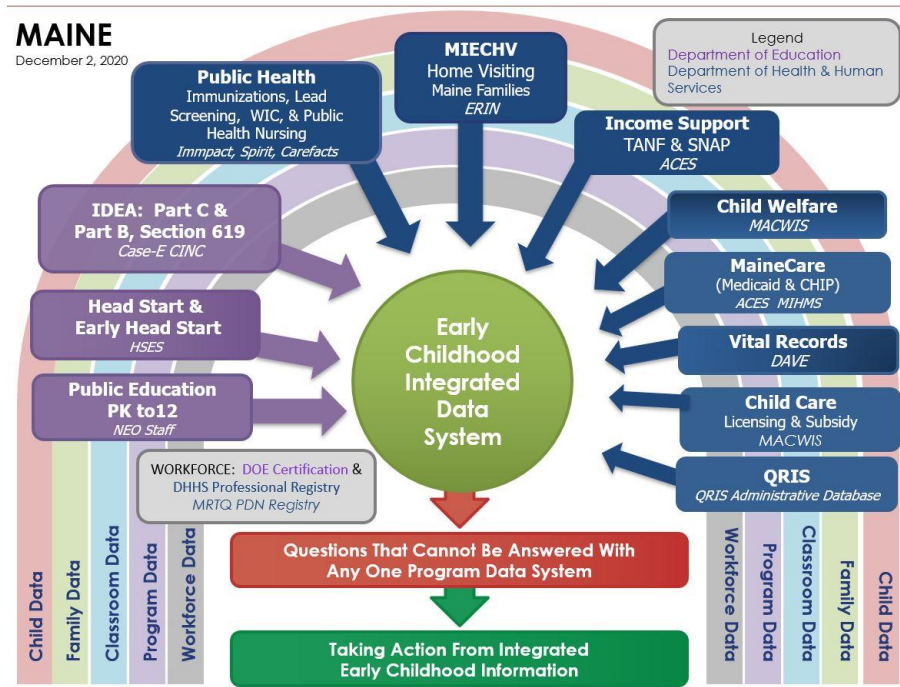 MAINE
December 2, 2020
Public Health
Immunizations, Lead
Screening, WIC, & Public
Health Nursing
Immpact, Spirit, Carefacts
MIECHV
Home Visiting
Maine Families
ERIN
Legend
Department of Education
Department of Health & Human
Services
Income Support
TANF & SNAP
ACES
IDEA: Part C &
Part B, Section 619
Case-E CINC
Child Welfare
MACWIS
MaineCare
(Medicaid & CHIP)
ACES MIHMS
Head Start &
Early Head Start
HSES
Vital Records
DAVE
Public Education
PK to12
NEO Staff
Child Care
Licensing & Subsidy
MACWIS
Early
Childhood
Integrated
Data
System
QRIS
QRIS Administrative Database
WORKFORCE: DOE Certification &
DHHS Professional Registry
MRTQ PDN Registry
Questions That Cannot Be Answered With
Any One Program Data System
Taking Action From Integrated
Early Childhood Information
Child Data
Family Data
Classroom Data
Program Data
Workforce Data
Workforce Data
Program Data
Classroom Data
Family Data
Child Data